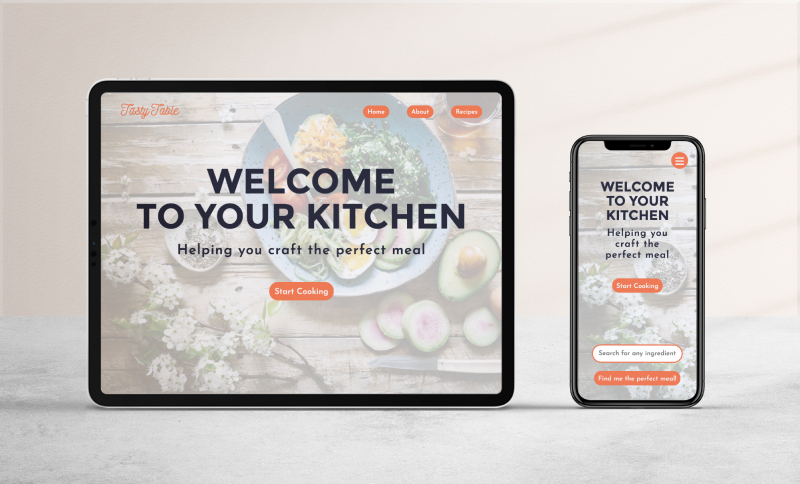 Tasty Table
Home
About
Recipes
WELCOME
TO YOUR KITCHEN
Helping you craft the perfect meal
Start Cooking
WELCOME
TO YOUR
KITCHEN
Helping you
craft the
perfect meal
Start Cooking
Search for any ingredient
Find me the perfect meal!